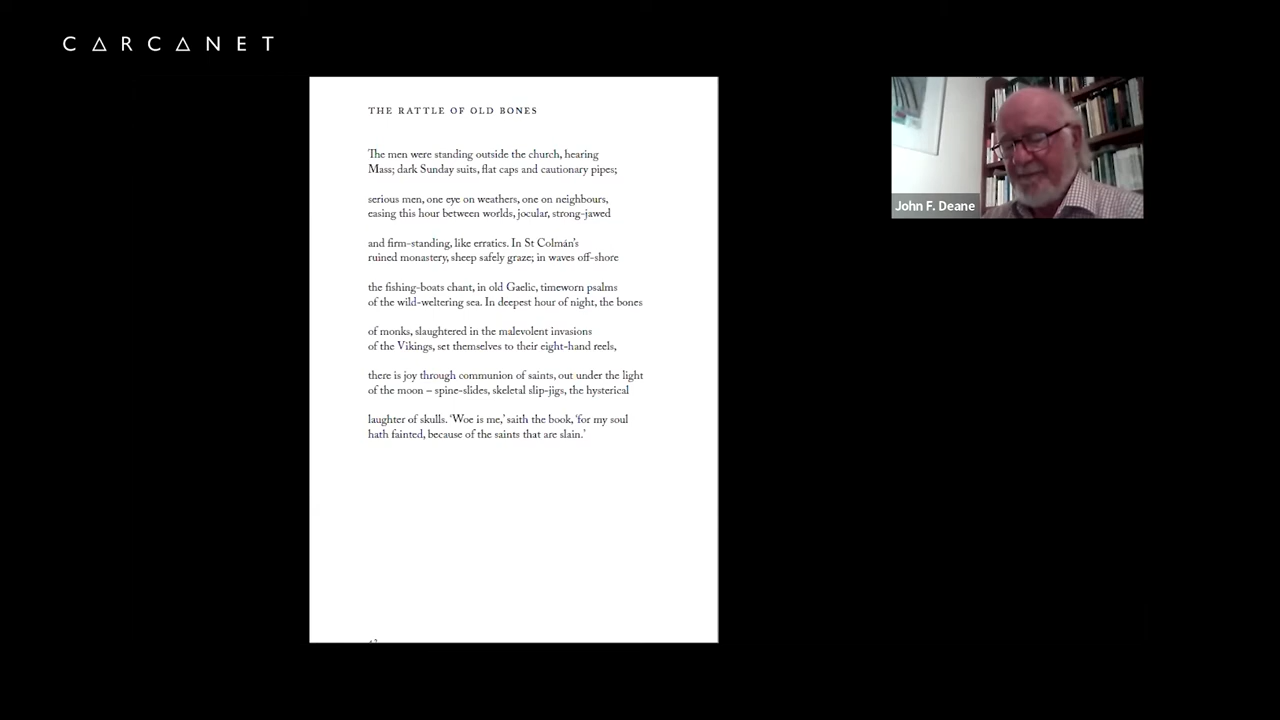 CARCANET
THE RATTLE OF OLD BONES
The men were standing outside the church, hearing
Mass; dark Sunday suits, flat caps and cautionary pipes;
serious men, one eye on weathers, one on neighbours,
easing this hour between worlds, jocular, strong-jawed
and firm-standing, like erratics. In St Colmán's
ruined monastery, sheep safely graze; in waves off-shore
the fishing-boats chant, in old Gaelic, timeworn psalms
of the wild-weltering sea. In deepest hour of night, the bones
of monks, slaughtered in the malevolent invasions
of the Vikings, set themselves to their eight-hand reels,
there is joy through communion of saints, out under the light
of the moon – spine-slides, skeletal slip-jigs, the hysterical
laughter of skulls. ‘Woe is me,’ saith the book, ‘for my soul
hath fainted, because of the saints that are slain.’
John F. Deane